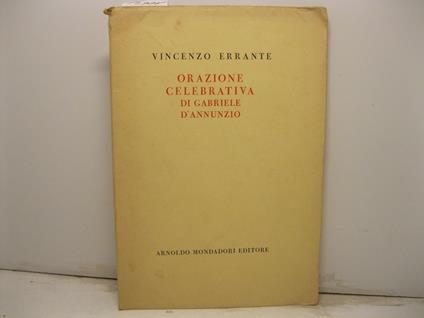 VINCENZO ERRANTE
ORAZIONE
CELEBRATIVA
DI GABRIELE
D'ANNUNZIO
ARNOLDO MONDADORI EDITORE